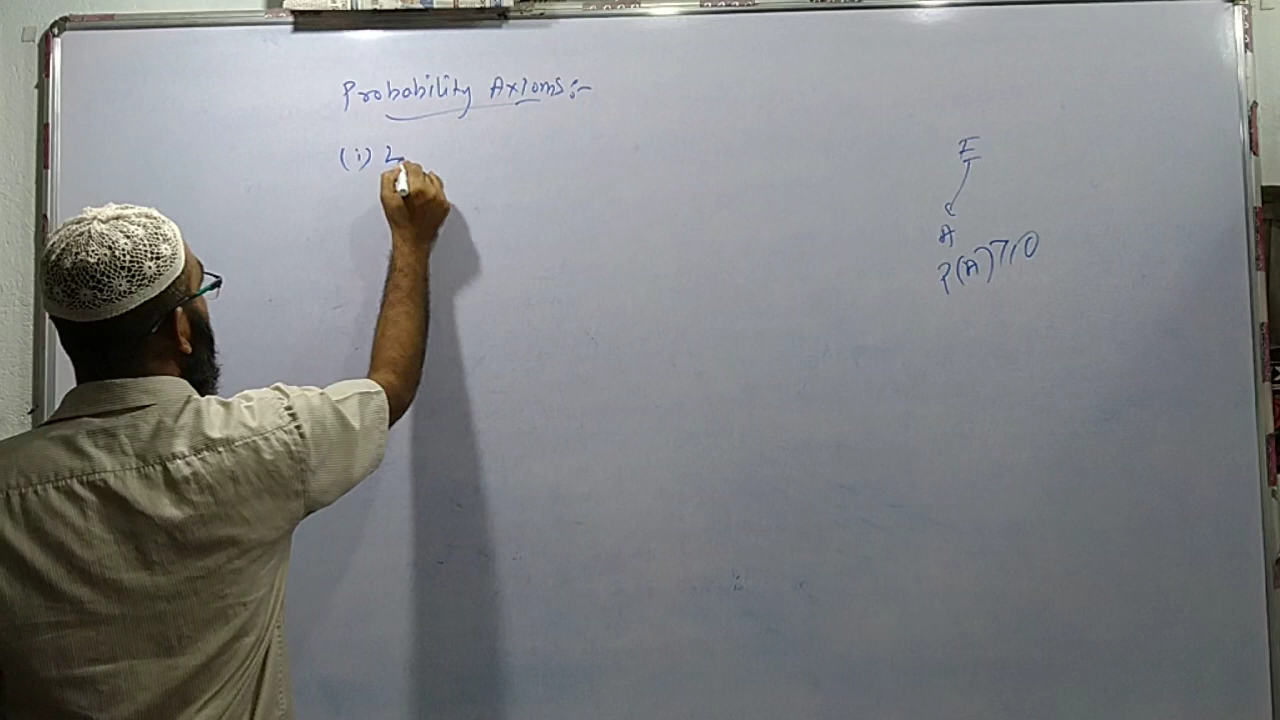 Probability Axioms:-
(i) L
E
A
P(A) ≥ 0